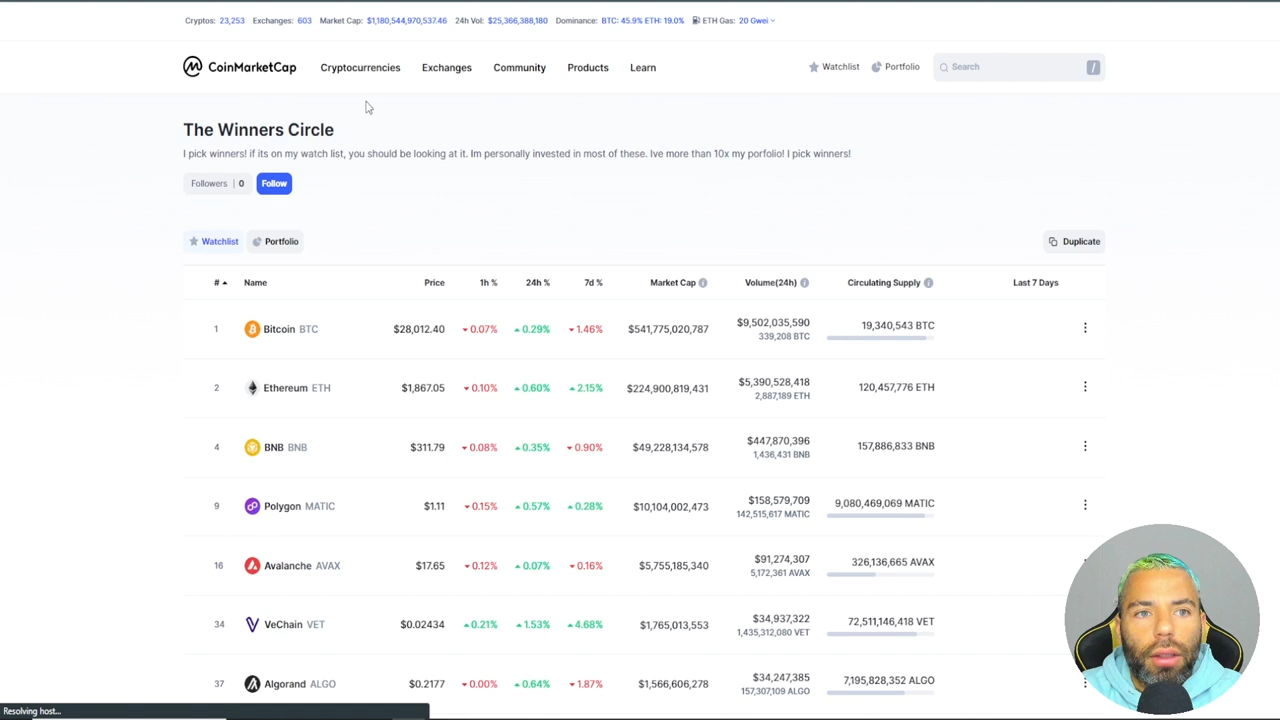 Cryptos: 23,253 Exchanges: 603 Market Cap: $1,180,544,970,537.46 24h Vol: $25,366,388,180 Dominance: BTC: 45.9% ETH: 19.0% ETH Gas: 20 Gwei
CoinMarketCap Cryptocurrencies Exchanges Community Products Learn Watchlist Portfolio Search /
The Winners Circle
I pick winners! if its on my watch list, you should be looking at it. Im personally invested in most of these. Ive more than 10x my porfolio! I pick winners!
Followers | 0 Follow
Watchlist Portfolio Duplicate
# Name Price 1h % 24h % 7d % Market Cap Volume(24h) Circulating Supply Last 7 Days
1 Bitcoin BTC $28,012.40 0.07% 0.29% 1.46% $541,775,020,787 $9,502,035,590 19,340,543 BTC
339,208 BTC
2 Ethereum ETH $1,867.05 0.10% 0.60% 2.15% $224,900,819,431 $5,390,528,418 120,457,776 ETH
2,887,189 ETH
4 BNB BNB $311.79 0.08% 0.35% 0.90% $49,228,134,578 $447,870,396 157,886,833 BNB
1,436,431 BNB
9 Polygon MATIC $1.11 0.15% 0.57% 0.28% $10,104,002,473 $158,579,709 9,080,469,069 MATIC
142,515,617 MATIC
16 Avalanche AVAX $17.65 0.12% 0.07% 0.16% $5,755,185,340 $91,274,307 326,136,665 AVAX
5,172,361 AVAX
34 VeChain VET $0.02434 0.21% 1.53% 4.68% $1,765,013,553 $34,937,322 72,511,146,418 VET
1,435,312,080 VET
37 Algorand ALGO $0.2177 0.00% 0.64% 1.87% $1,566,606,278 $34,247,385 7,195,828,352 ALGO
157,307,109 ALGO
Resolving host...